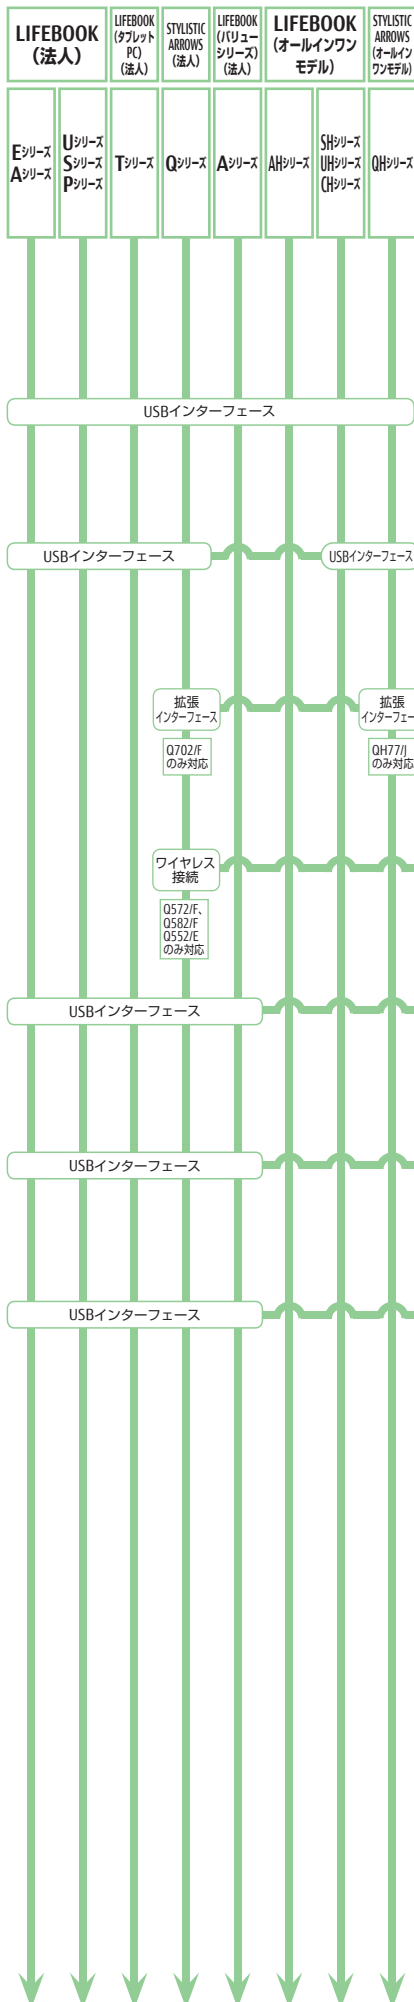 LIFEBOOK
(法人)
LIFEBOOK
(タブレット
PC)
(法人)
STYLISTIC
ARROWS
(法人)
LIFEBOOK
(バリュー
シリーズ)
(法人)
LIFEBOOK
(オールインワン
モデル)
STYLISTIC
ARROWS
(オールイン
ワンモデル)
Eシリーズ
Aシリーズ
Uシリーズ
Sシリーズ
Pシリーズ
Tシリーズ
Qシリーズ
Aシリーズ
AHシリーズ
SHシリーズ
UHシリーズ
CHシリーズ
QHシリーズ
USBインターフェース
USBインターフェース
USBインターフェース
拡張
インターフェース
拡張
インターフェー
Q702/F
のみ対応
QH77/J
のみ対応
ワイヤレス
接続
Q572/F、
Q582/F
Q552/E
のみ対応
USBインターフェース
USBインターフェース
USBインターフェース